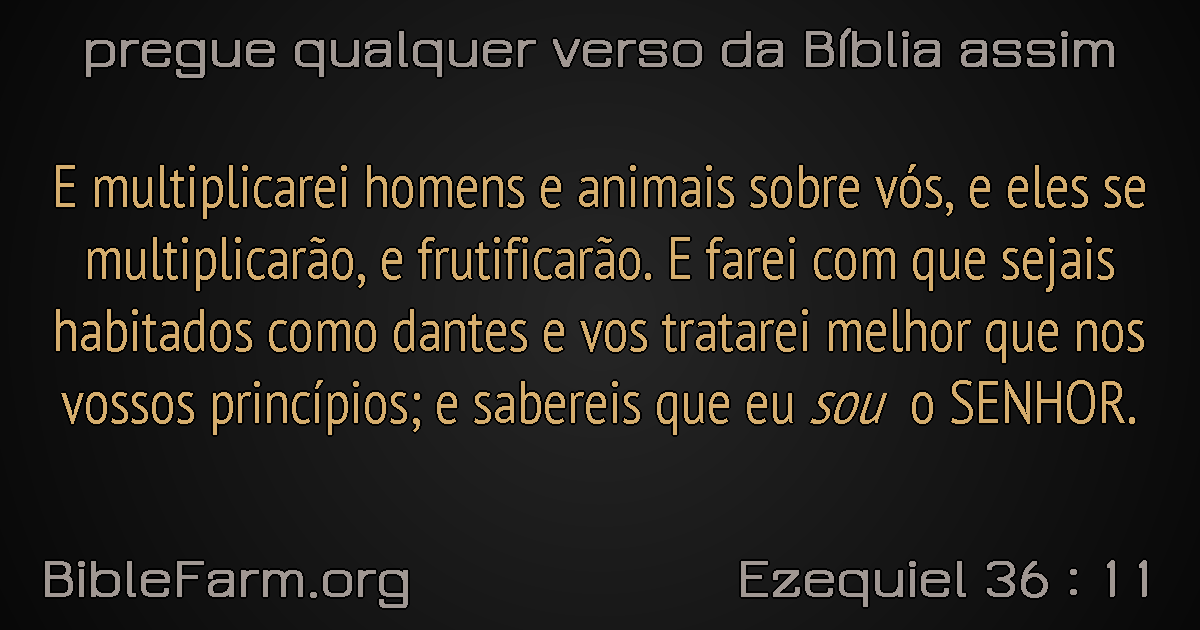 pregue qualquer verso da Bíblia assim
E multiplicarei homens e animais sobre vós, e eles se
multiplicarão, e frutificarão. E farei com que sejais
habitados como dantes e vos tratarei melhor que nos
vossos princípios; e sabereis que eu sou o SENHOR.
BibleFarm.org
Ezequiel 36 : 11